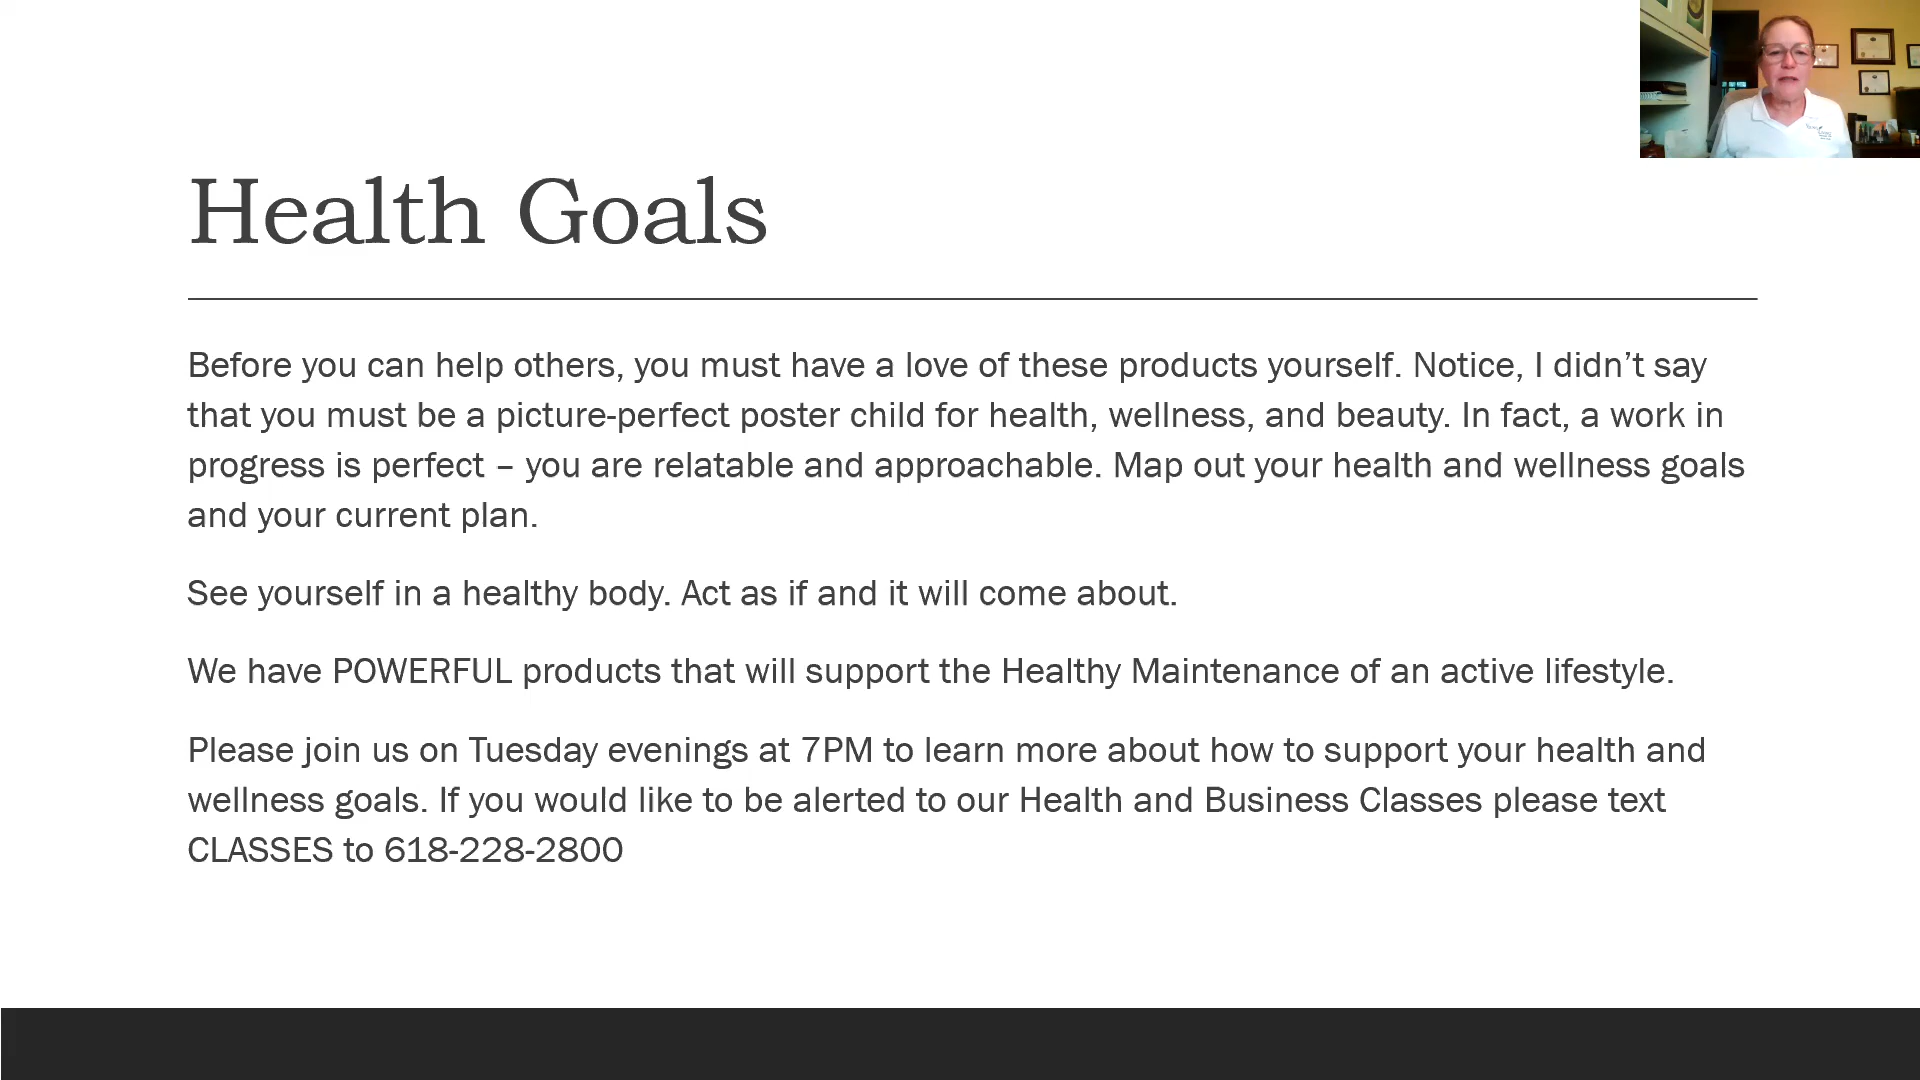 Health Goals
Before you can help others, you must have a love of these products yourself. Notice, I didn’t say
that you must be a picture-perfect poster child for health, wellness, and beauty. In fact, a work in
progress is perfect – you are relatable and approachable. Map out your health and wellness goals
and your current plan.
See yourself in a healthy body. Act as if and it will come about.
We have POWERFUL products that will support the Healthy Maintenance of an active lifestyle.
Please join us on Tuesday evenings at 7PM to learn more about how to support your health and
wellness goals. If you would like to be alerted to our Health and Business Classes please text
CLASSES to 618-228-2800